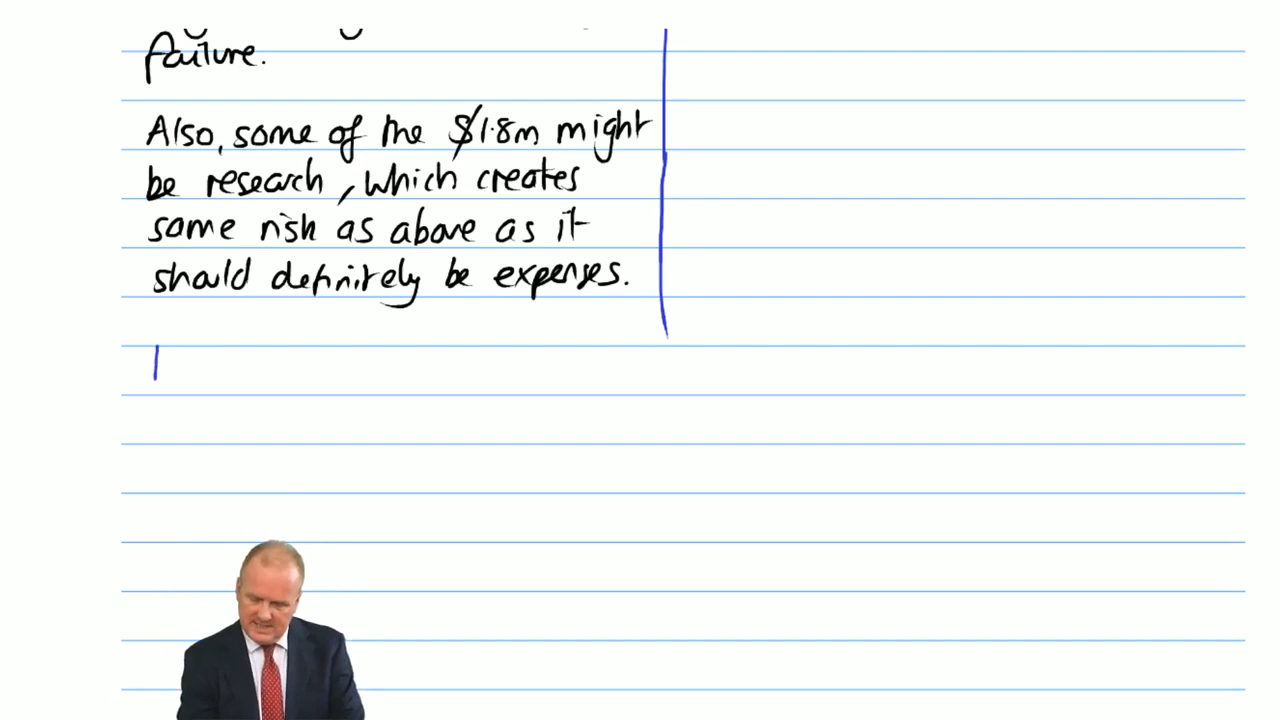 failure.
Also, some of the $1.8m might
be research, which creates
same risk as above as it
should definitely be expenses.